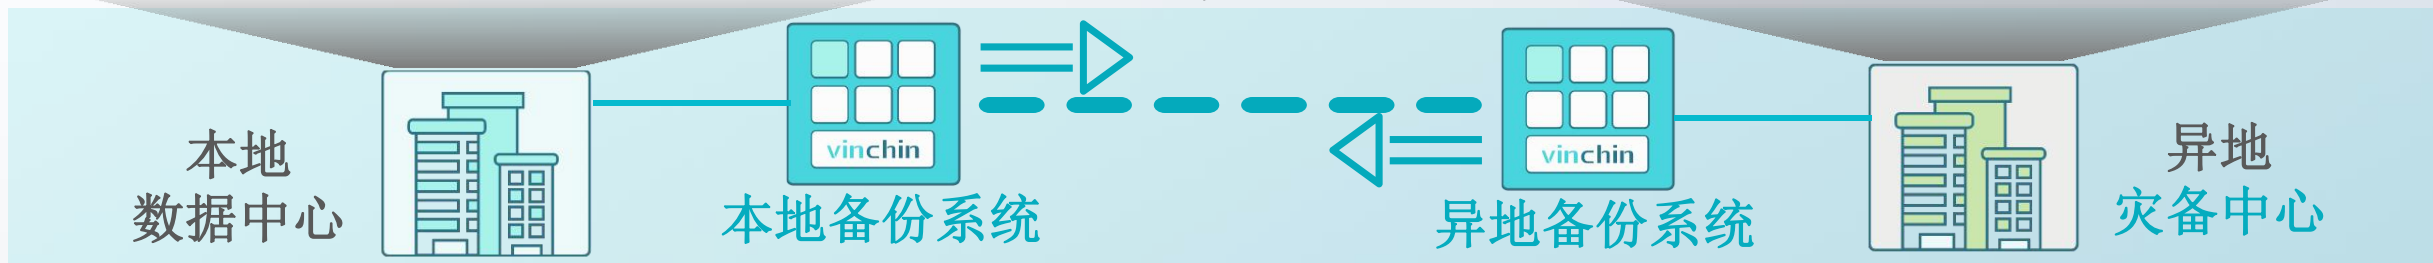 本地
数据中心
vinchin
本地备份系统
vinchin
异地备份系统
异地
灾备中心